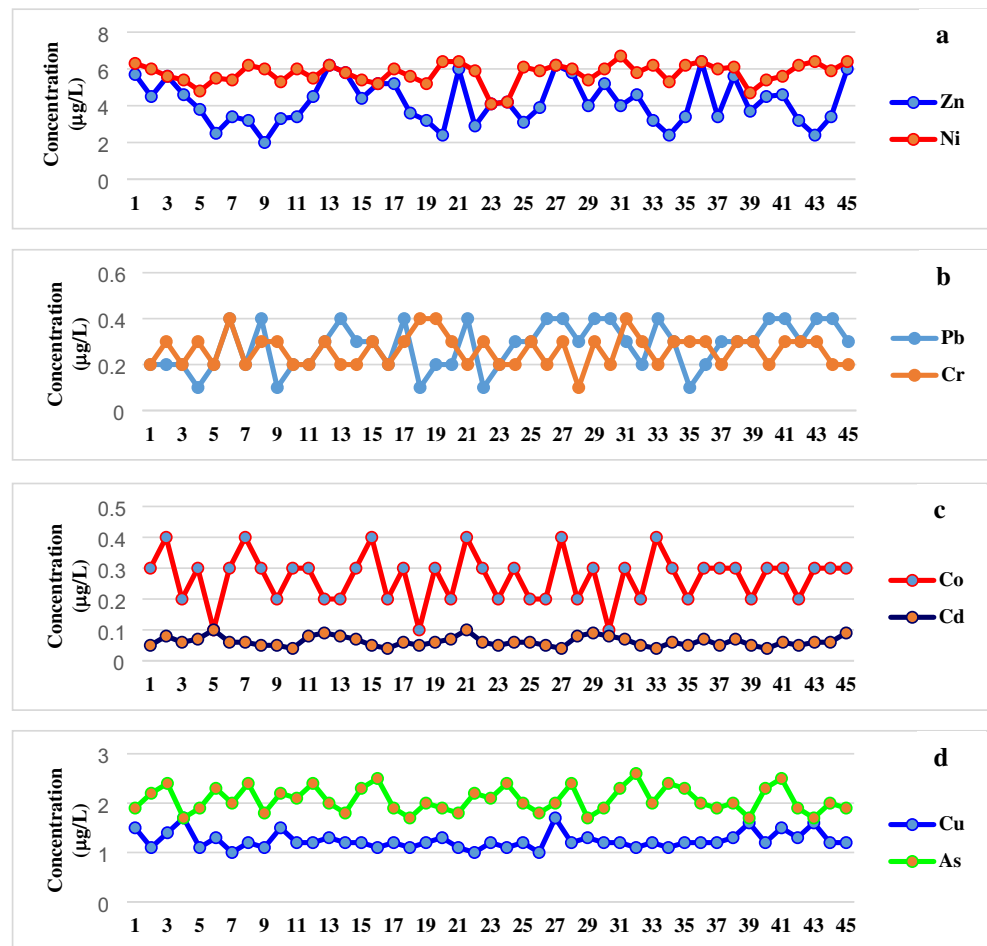 a
Concentration
(µg/L)
8
6
4
2
0
1 3 5 7 9 11 13 15 17 19 21 23 25 27 29 31 33 35 37 39 41 43 45
Zn
Ni
b
Concentration
(µg/L)
0.6
0.4
0.2
0
1 3 5 7 9 11 13 15 17 19 21 23 25 27 29 31 33 35 37 39 41 43 45
Pb
Cr
c
Concentration
(µg/L)
0.5
0.4
0.3
0.2
0.1
0
1 3 5 7 9 11 13 15 17 19 21 23 25 27 29 31 33 35 37 39 41 43 45
Co
Cd
d
Concentration
(µg/L)
3
2
1
0
1 3 5 7 9 11 13 15 17 19 21 23 25 27 29 31 33 35 37 39 41 43 45
Cu
As